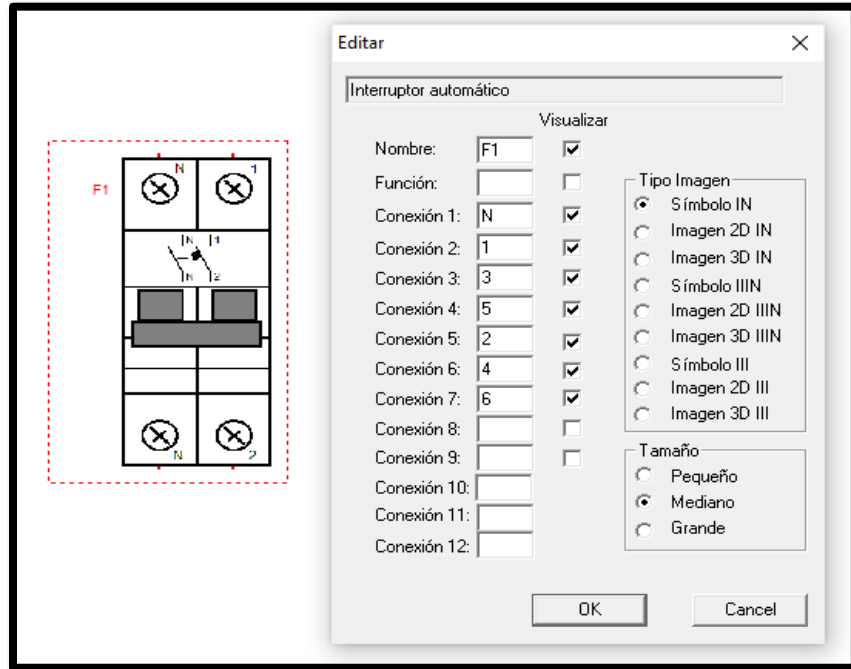 F1
N 1
N 1
N 2
N 2
Editar
Interruptor automático
Visualizar
Nombre: F1
Función:
Conexión 1: N
Conexión 2: 1
Conexión 3: 3
Conexión 4: 5
Conexión 5: 2
Conexión 6: 4
Conexión 7: 6
Conexión 8:
Conexión 9:
Conexión 10:
Conexión 11:
Conexión 12:
Tipo Imagen
Símbolo IN
Imagen 2D IN
Imagen 3D IN
Símbolo IIIN
Imagen 2D IIIN
Imagen 3D IIIN
Símbolo III
Imagen 2D III
Imagen 3D III
Tamaño
Pequeño
Mediano
Grande
OK Cancel